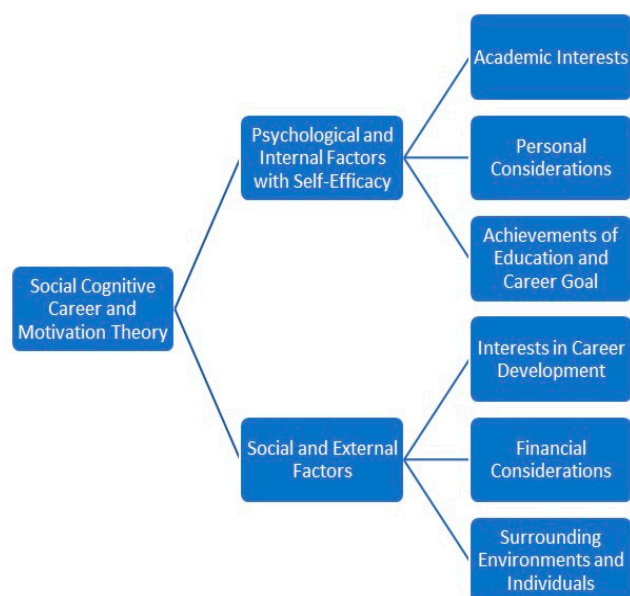 Social Cognitive
Career and
Motivation Theory
Psychological and
Internal Factors
with Self-Efficacy
Academic Interests
Personal
Considerations
Achievements of
Education and
Career Goal
Social and External
Factors
Interests in Career
Development
Financial
Considerations
Surrounding
Environments and
Individuals